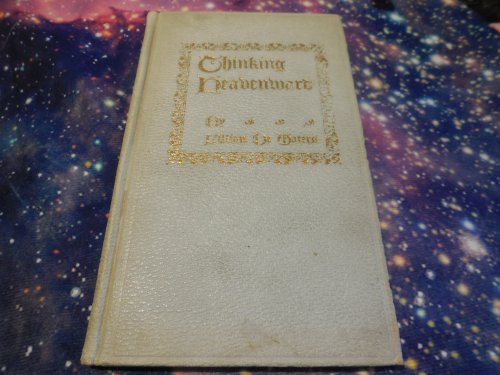 Thinking
Heavenward
By
Lillian De Waters